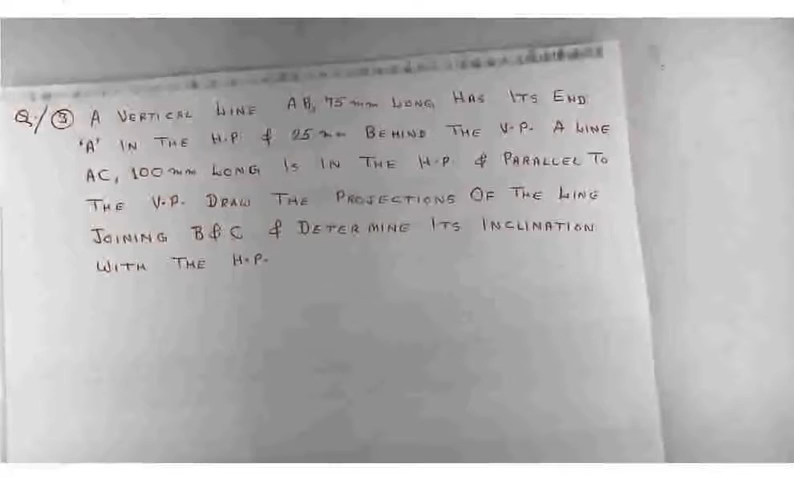 Q./ ③ A VERTICAL LINE AB, 75 mm LONG HAS ITS END
'A' IN THE H.P. & 25 mm BEHIND THE V.P. A LINE
AC, 100 mm LONG IS IN THE H.P. & PARALLEL TO
THE V.P. DRAW THE PROJECTIONS OF THE LINE
JOINING B & C & DETERMINE ITS INCLINATION
WITH THE H.P.